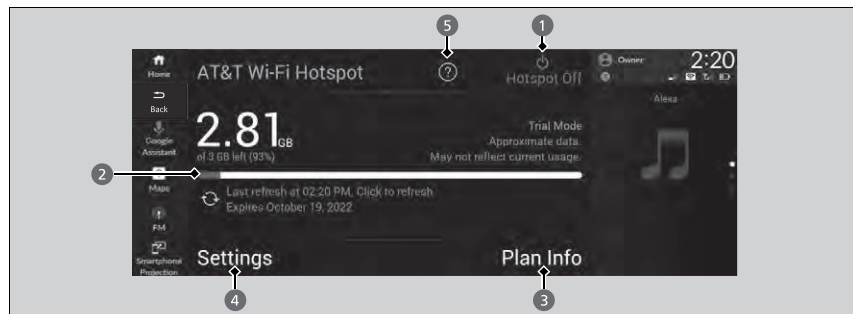 5
1
Home
AT&T Wi-Fi Hotspot
?
Hotspot Off
Owner
2:20
Back
Alexa
Google
Assistant
2.81GB
of 3 GB left (93%)
Trial Mode
Approximate data.
May not reflect current usage.
2
Maps
Last refresh at 02:20 PM, Click to refresh
Expires October 19, 2022
FM
Smartphone
Projection
Settings
Plan Info
4
3